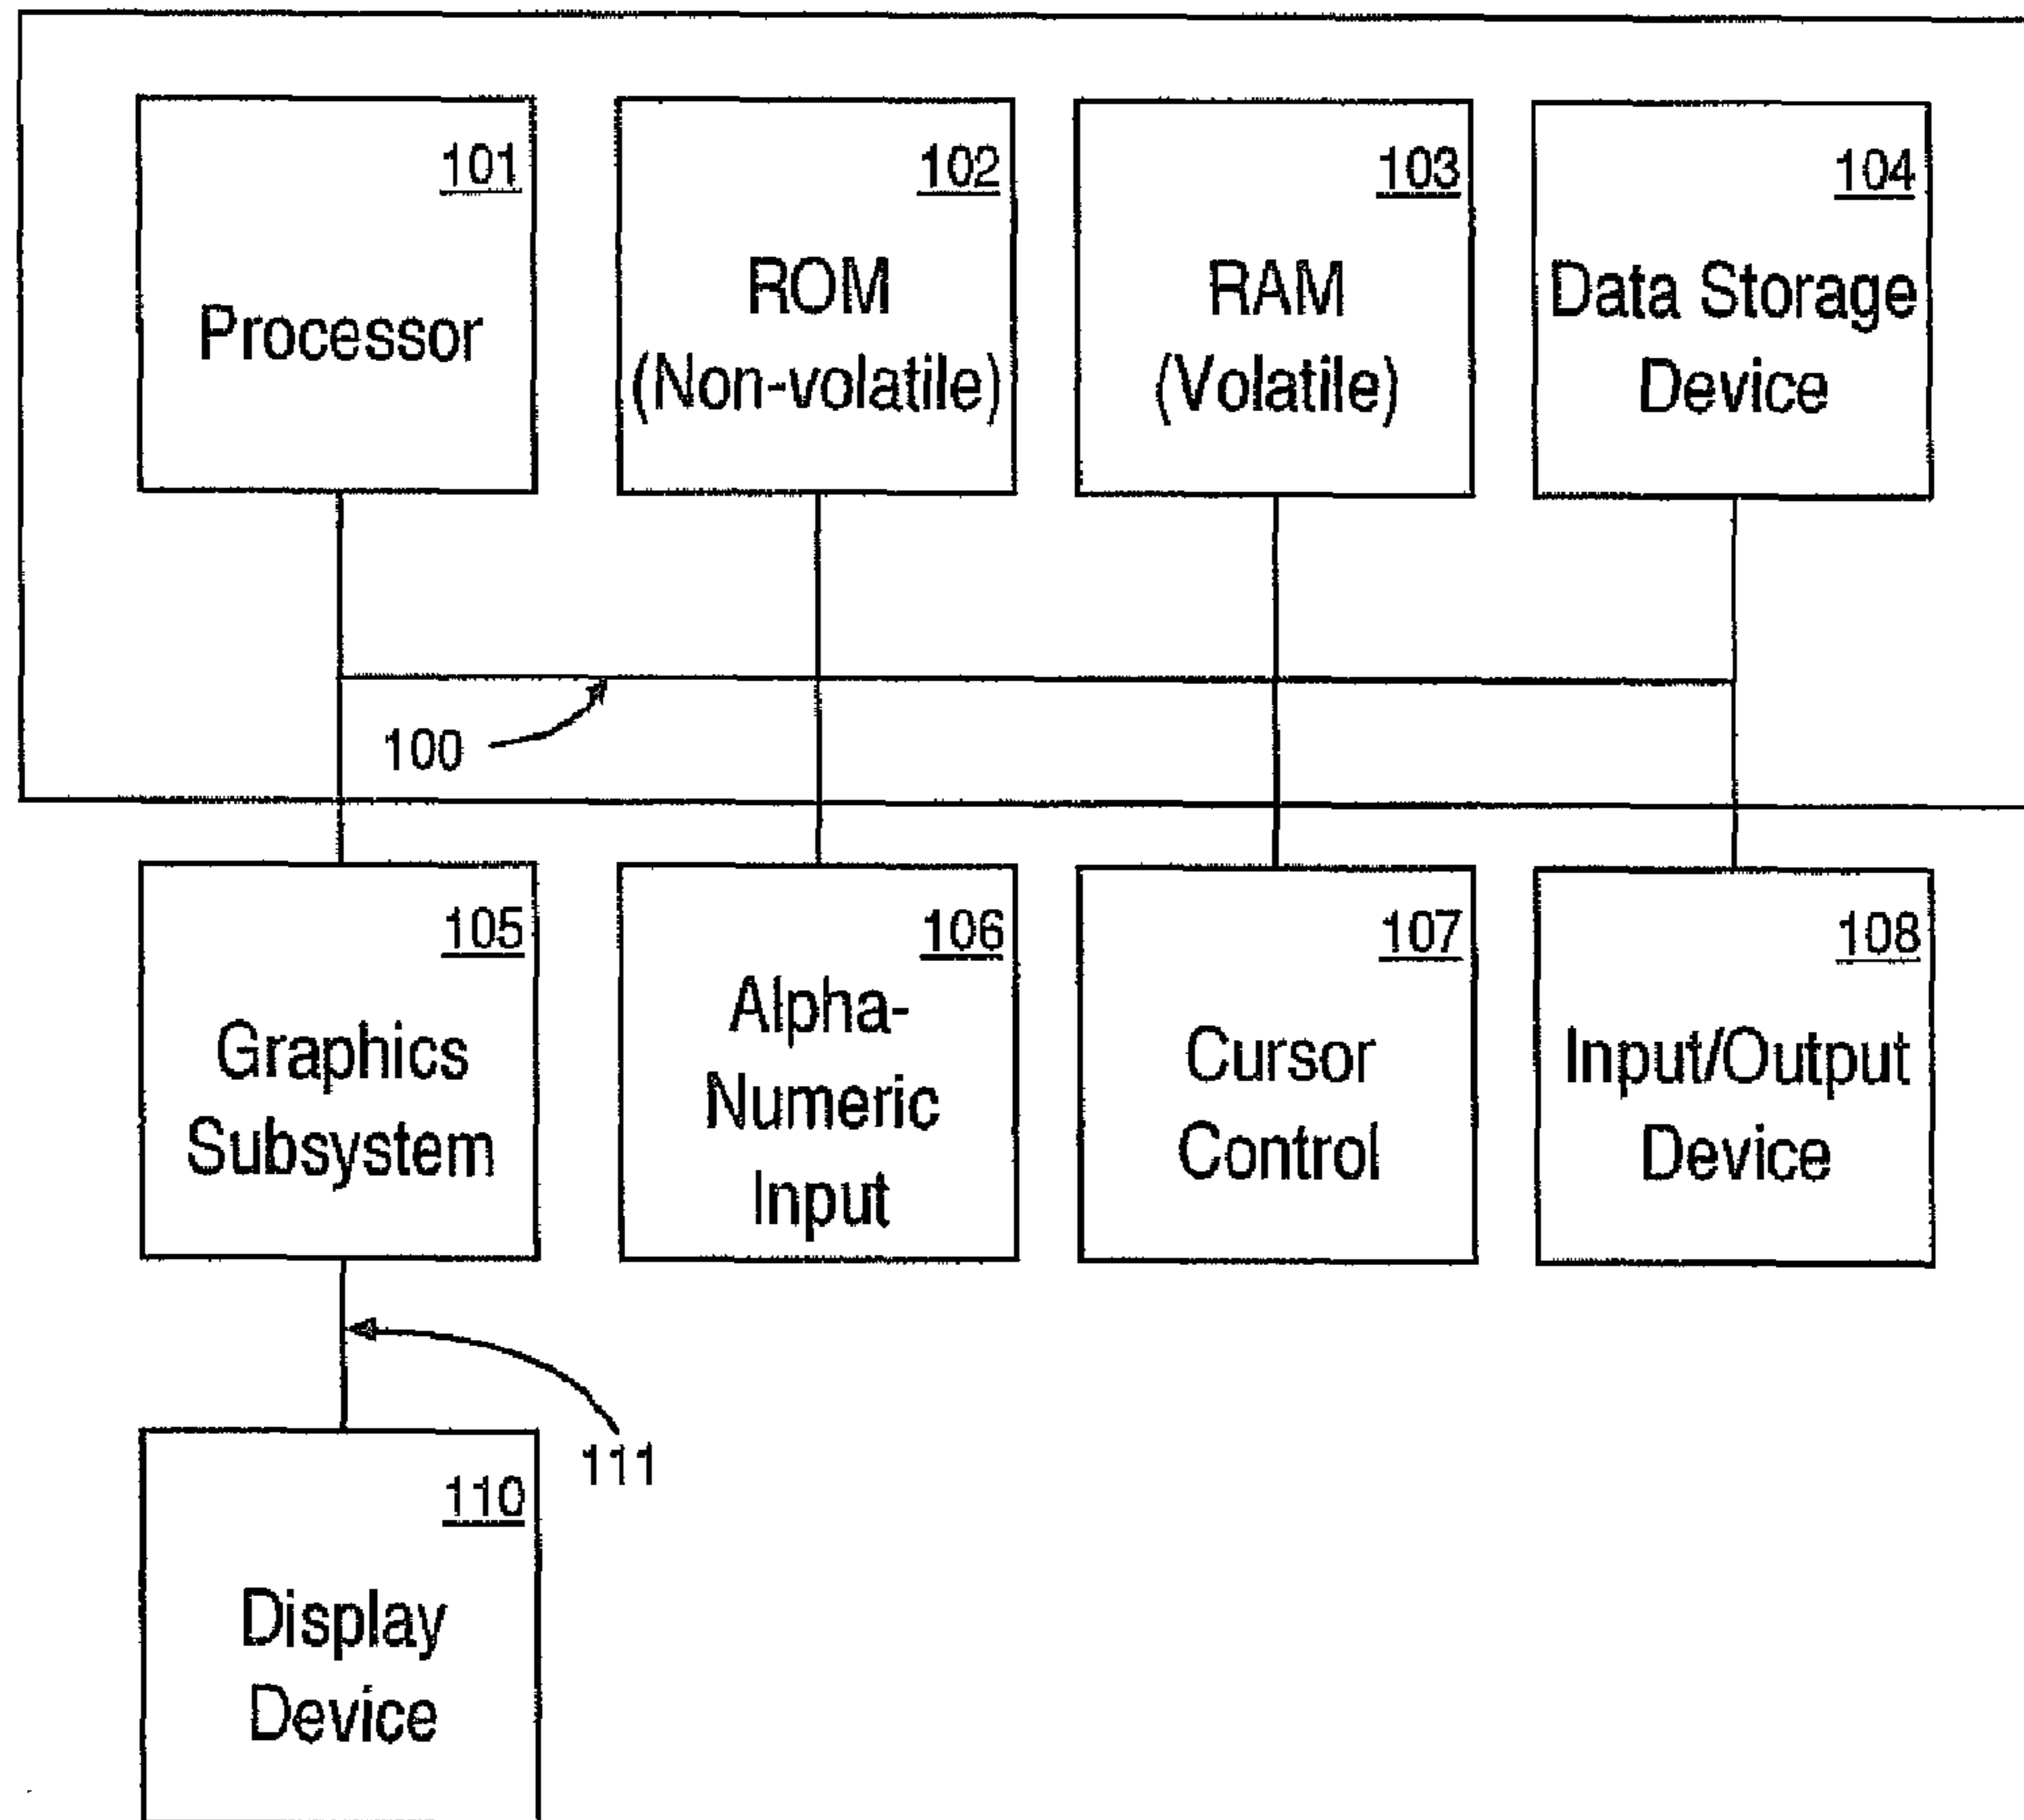 101
Processor
102
ROM
(Non-volatile)
103
RAM
(Volatile)
104
Data Storage
Device
100
105
Graphics
Subsystem
106
Alpha-
Numeric
Input
107
Cursor
Control
108
Input/Output
Device
111
110
Display
Device